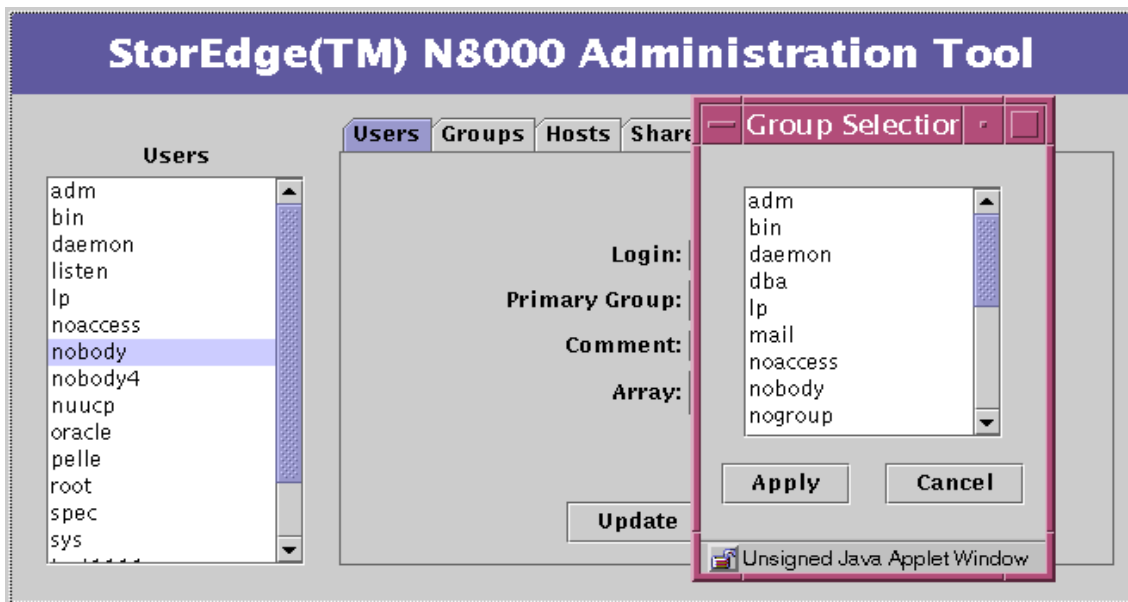 StorEdge(TM) N8000 Administration Tool
Users
adm
bin
daemon
listen
lp
noaccess
nobody
nobody4
nuucp
oracle
pelle
root
spec
sys
Users Groups Hosts Share
Login:
Primary Group:
Comment:
Array:
Update
Group Selection
adm
bin
daemon
dba
lp
mail
noaccess
nobody
nogroup
Apply Cancel
Unsigned Java Applet Window